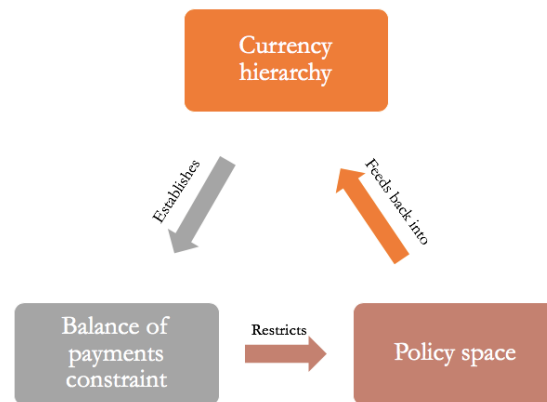 Currency
hierarchy
Establishes
Feeds back into
Balance of
payments
constraint
Restricts
Policy space